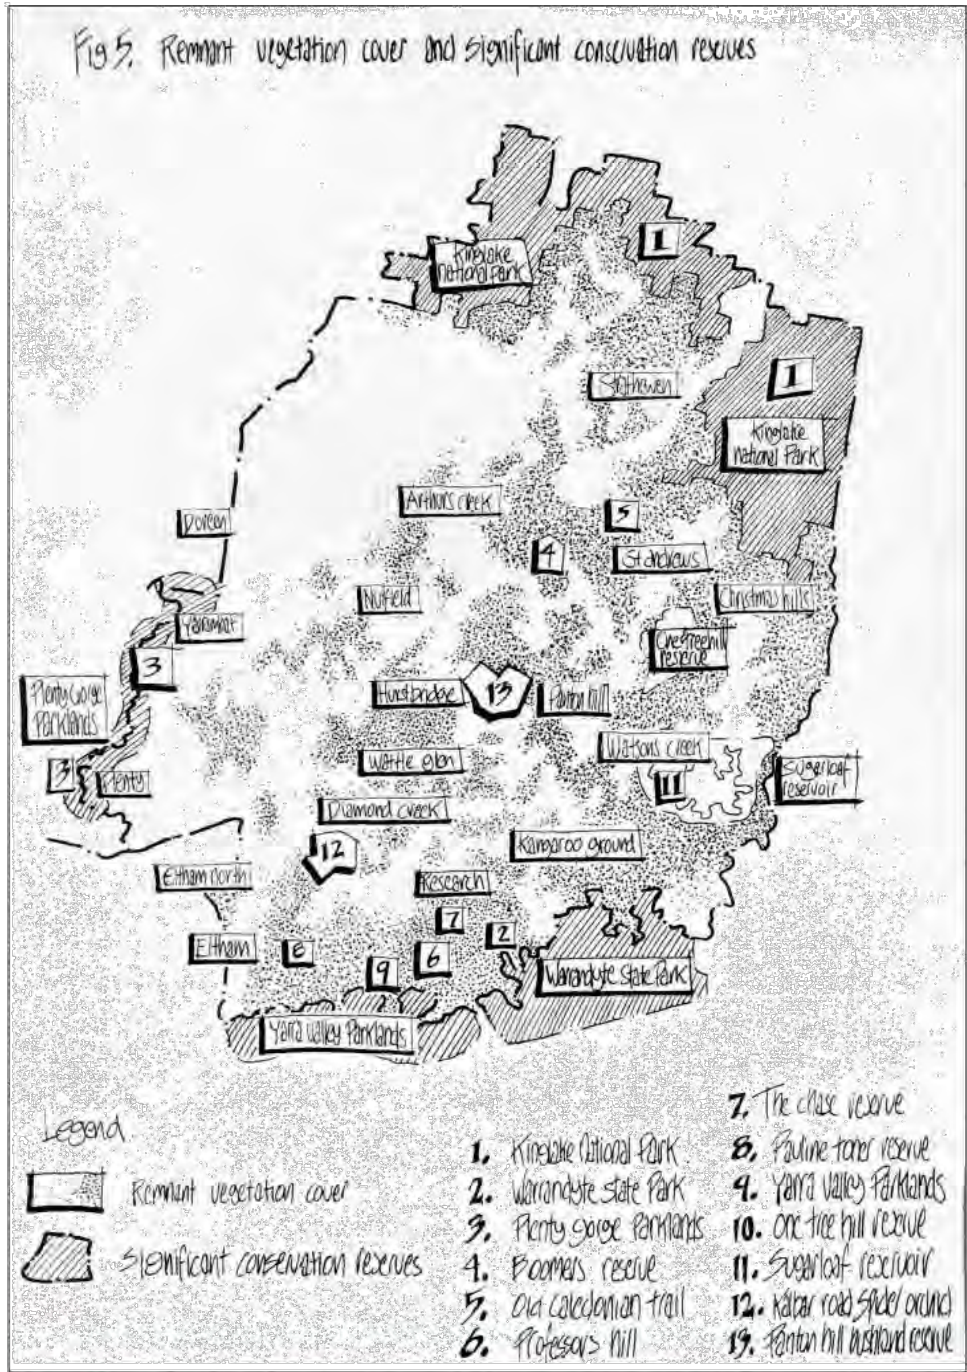 Fig 5. Remnant vegetation cover and significant conservation reserves
Kinglake
national Park
1
1
Strathewen
Kinglake
national Park
Arthurs creek
5
Doreen
4
St andrews
Nutfield
Christmas hills
Yarrambat
One tree hill
reserve
3
Plenty Gorge
Parklands
Hurstbridge
13
Panton hill
Watsons creek
Wattle glen
3
Plenty
11
Sugarloaf
reservoir
Diamond creek
Kangaroo ground
12
Eltham north
Research
7
2
Eltham
8
6
9
Warrandyte state Park
Yarra valley Parklands
Legend
Remnant vegetation cover
Significant conservation reserves
1. Kinglake National Park
2. Warrandyte state Park
3. Plenty Gorge Parklands
4. Boomers reserve
5. Old Caledonian trail
6. Professors hill
7. The chase reserve
8. Pauline toner reserve
9. Yarra valley Parklands
10. One tree hill reserve
11. Sugarloaf reservoir
12. Kalbar road spider orchid
13. Panton hill bushland reserve